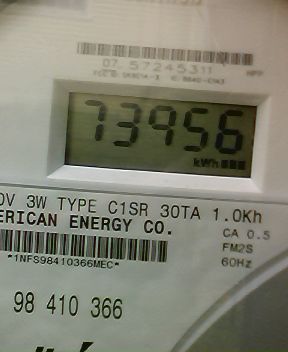 07 57245311
73956
kWh
0V 3W TYPE C1SR 30TA 1.0Kh
ERICAN ENERGY CO.
CA 0.5
FM2S
60Hz
*1NFS98410366MEC*
98 410 366